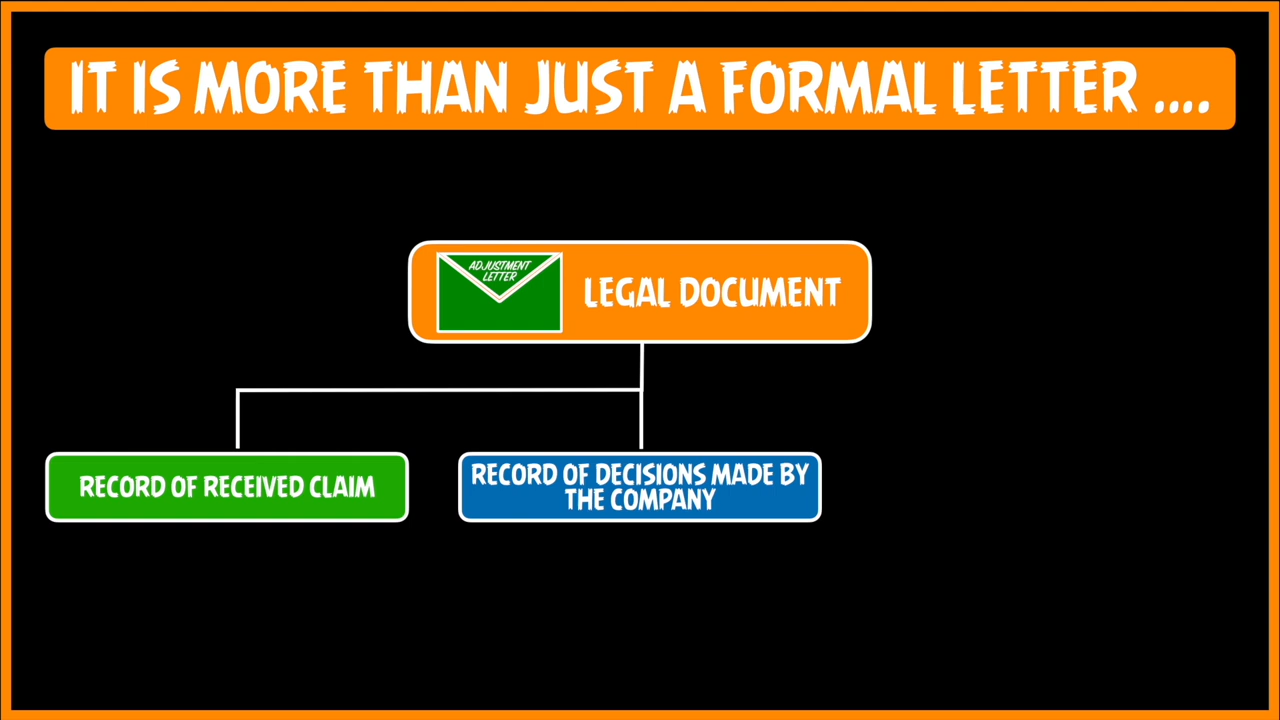 IT IS MORE THAN JUST A FORMAL LETTER ....
ADJUSTMENT
LETTER
LEGAL DOCUMENT
RECORD OF RECEIVED CLAIM
RECORD OF DECISIONS MADE BY
THE COMPANY